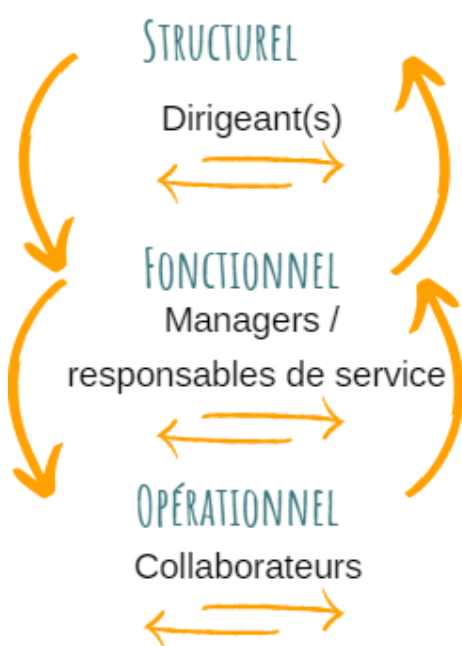 STRUCTUREL
Dirigeant(s)
FONCTIONNEL
Managers /
responsables de service
OPÉRATIONNEL
Collaborateurs